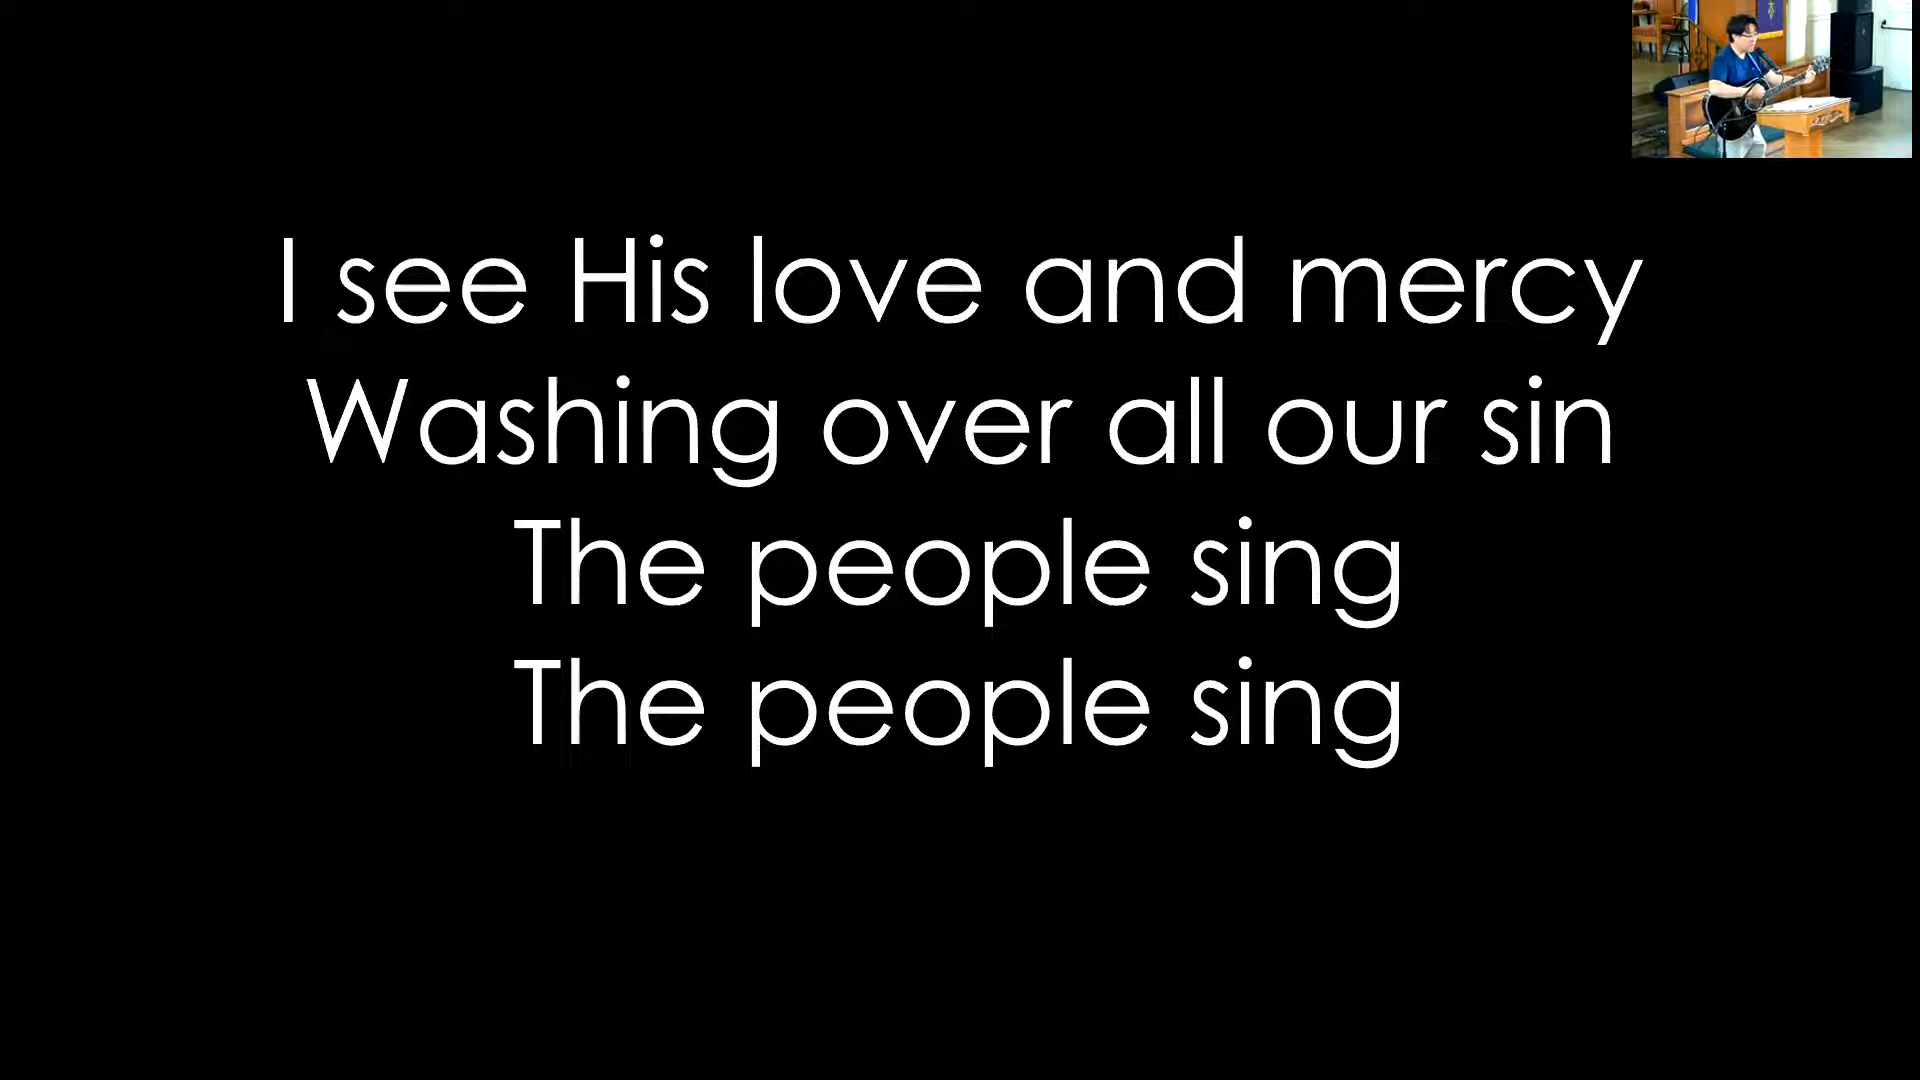 I see His love and mercy
Washing over all our sin
The people sing
The people sing